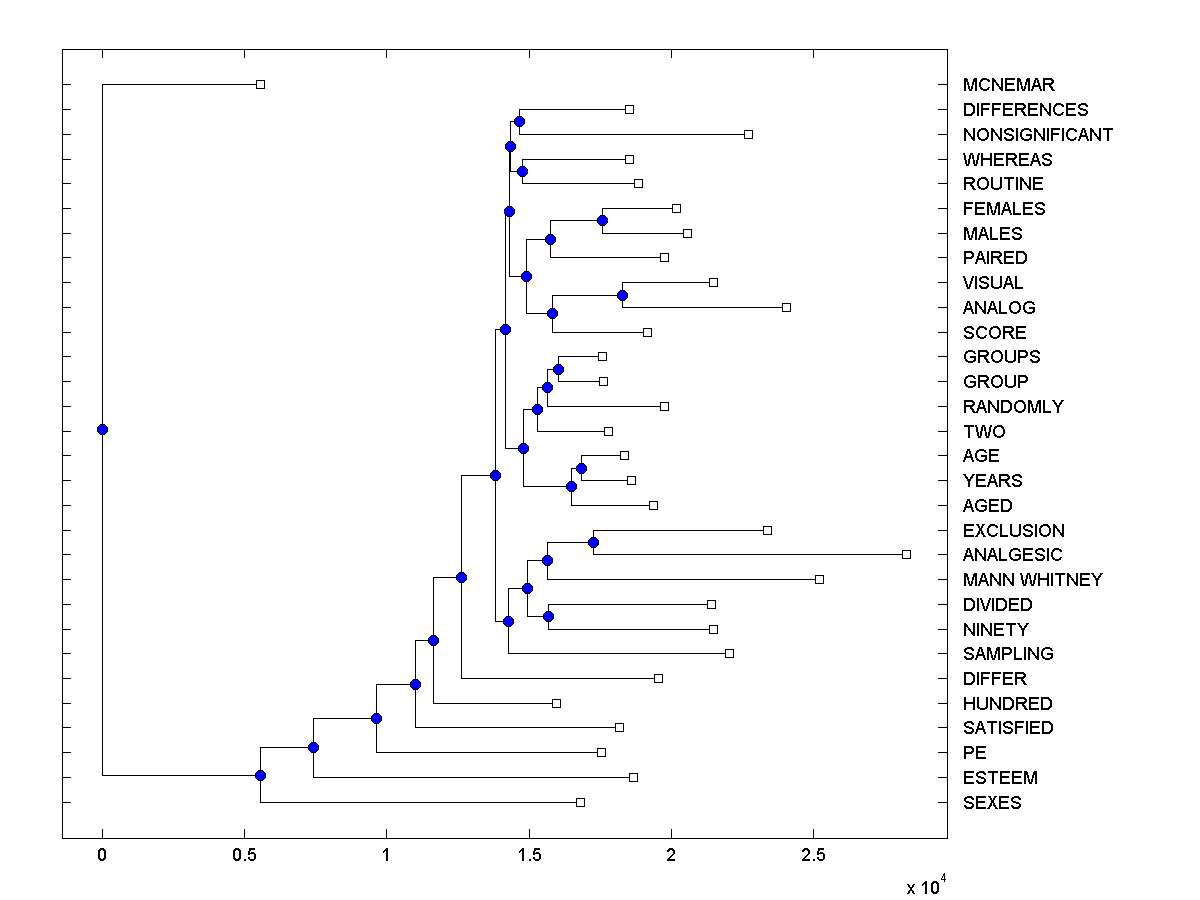 MCNEMAR
DIFFERENCES
NONSIGNIFICANT
WHEREAS
ROUTINE
FEMALES
MALES
PAIRED
VISUAL
ANALOG
SCORE
GROUPS
GROUP
RANDOMLY
TWO
AGE
YEARS
AGED
EXCLUSION
ANALGESIC
MANN WHITNEY
DIVIDED
NINETY
SAMPLING
DIFFER
HUNDRED
SATISFIED
PE
ESTEEM
SEXES
0 0.5 1 1.5 2 2.5
x 10^4